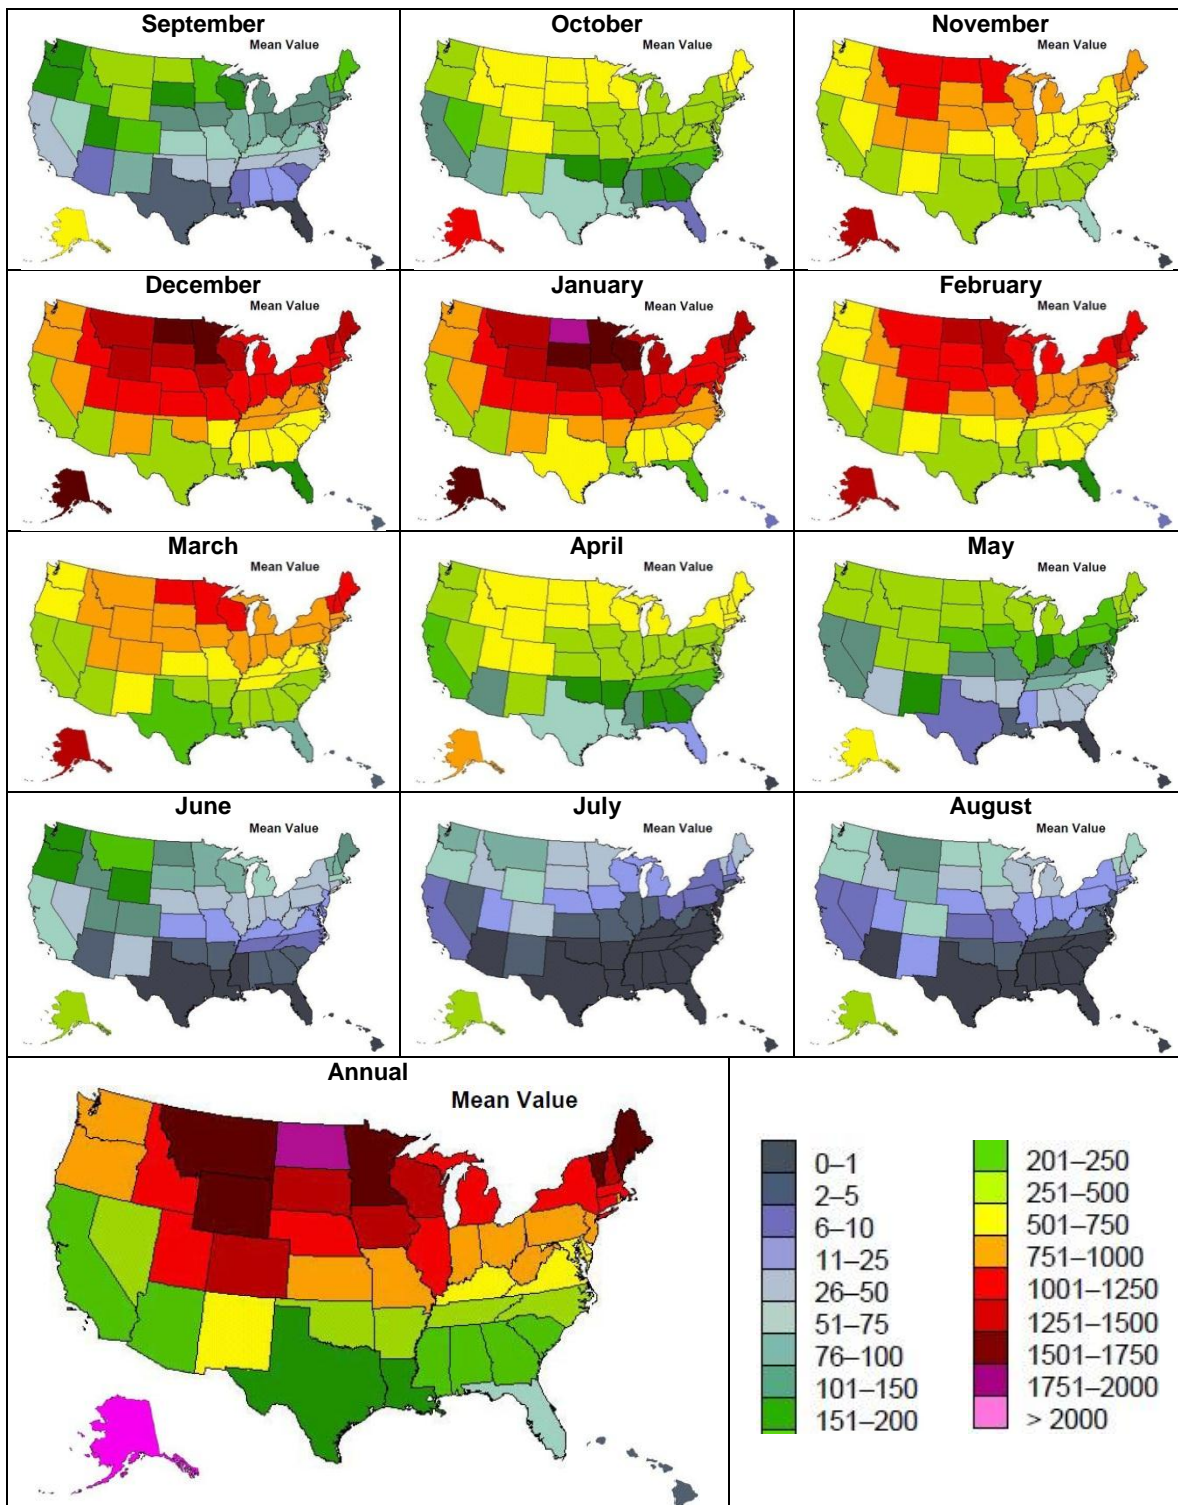 September
Mean Value
October
Mean Value
November
Mean Value
December
Mean Value
January
Mean Value
February
Mean Value
March
Mean Value
April
Mean Value
May
Mean Value
June
Mean Value
July
Mean Value
August
Mean Value
Annual
Mean Value
0–1
2–5
6–10
11–25
26–50
51–75
76–100
101–150
151–200
201–250
251–500
501–750
751–1000
1001–1250
1251–1500
1501–1750
1751–2000
> 2000